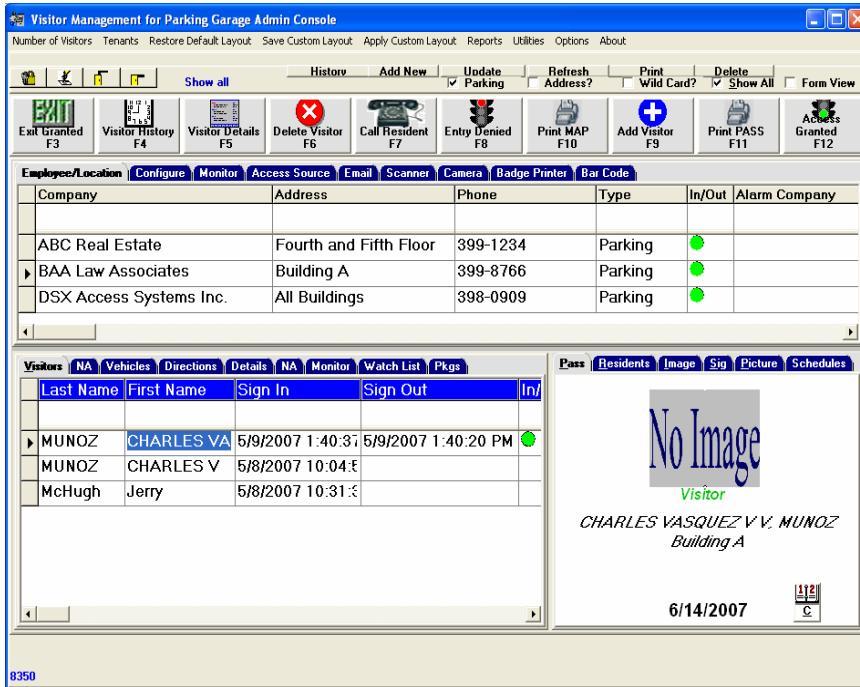 Visitor Management for Parking Garage Admin Console
Number of Visitors Tenants Restore Default Layout Save Custom Layout Apply Custom Layout Reports Utilities Options About
Show all
History Add New Update Refresh Print Delete
Parking Address? Wild Card? Show All Form View
EXIT
Exit Granted Visitor History Visitor Details Delete Visitor Call Resident Entry Denied Print MAP Add Visitor Print PASS Access Granted
F3 F4 F5 F6 F7 F8 F10 F9 F11 F12
Employee/Location Configure Monitor Access Source Email Scanner Camera Badge Printer Bar Code
Company Address Phone Type In/Out Alarm Company
ABC Real Estate Fourth and Fifth Floor 399-1234 Parking
BAA Law Associates Building A 399-8766 Parking
DSX Access Systems Inc. All Buildings 398-0909 Parking
Visitors NA Vehicles Directions Details NA Monitor Watch List Pkgs
Last Name First Name Sign In Sign Out In/
MUNOZ CHARLES VA 5/9/2007 1:40:37 5/9/2007 1:40:20 PM
MUNOZ CHARLES V 5/8/2007 10:04:5
McHugh Jerry 5/8/2007 10:31:3
Pass Residents Image Sig Picture Schedules
No Image
Visitor
CHARLES VASQUEZ V V, MUNOZ
Building A
6/14/2007
C
8350